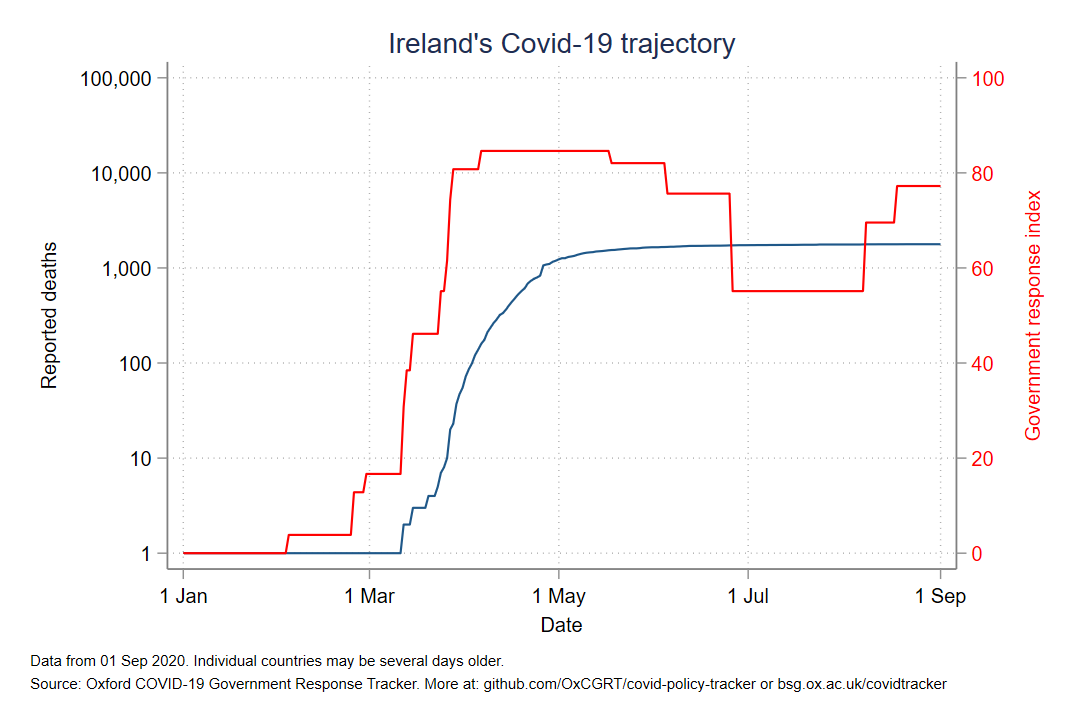 Ireland's Covid-19 trajectory
100,000
10,000
1,000
100
10
1
Reported deaths
100
80
60
40
20
0
Government response index
1 Jan
1 Mar
1 May
1 Jul
1 Sep
Date
Data from 01 Sep 2020. Individual countries may be several days older.
Source: Oxford COVID-19 Government Response Tracker. More at: github.com/OxCGRT/covid-policy-tracker or bsg.ox.ac.uk/covidtracker